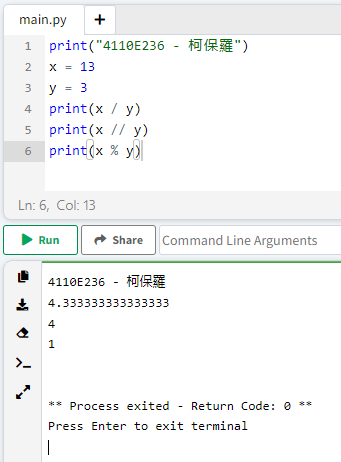 main.py
+
1 print("4110E236 - 柯保羅")
2 x = 13
3 y = 3
4 print(x / y)
5 print(x // y)
6 print(x % y)
Ln: 6, Col: 13
Run Share Command Line Arguments
4110E236 - 柯保羅
4.333333333333333
4
1
** Process exited - Return Code: 0 **
Press Enter to exit terminal